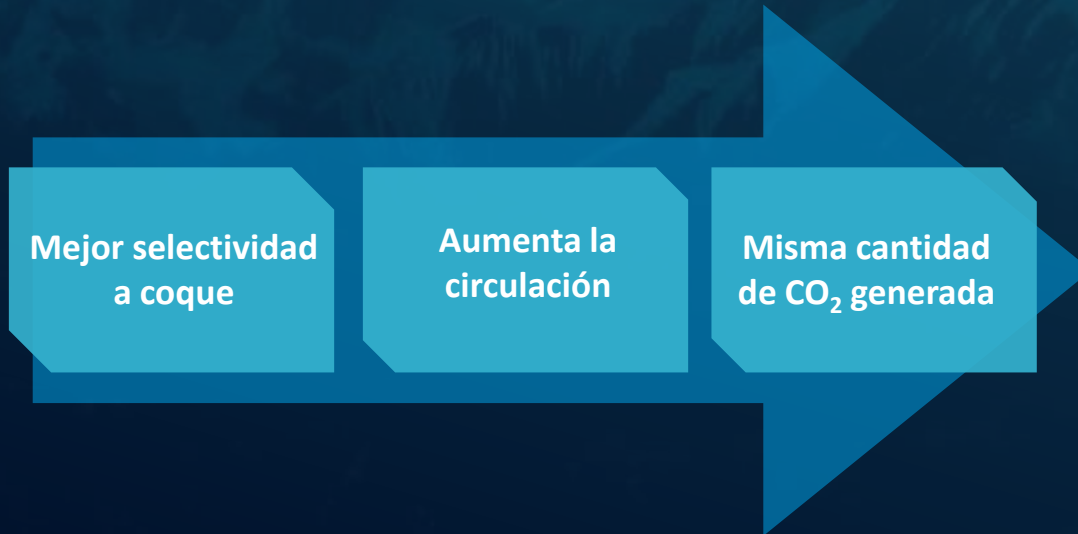 Mejor selectividad
a coque
Aumenta la
circulación
Misma cantidad
de CO₂ generada